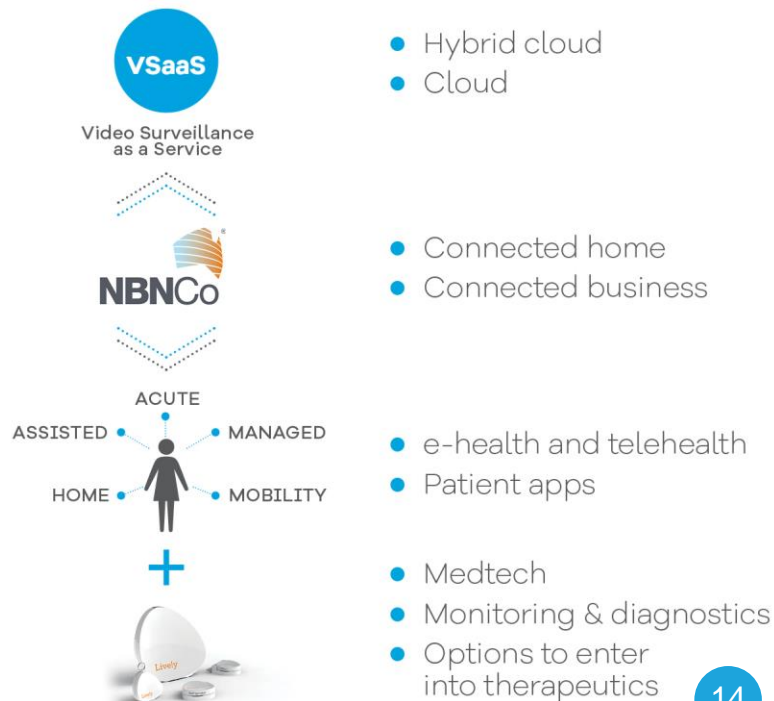 VSaaS
Video Surveillance
as a Service
• Hybrid cloud
• Cloud
NBNCo
®
• Connected home
• Connected business
ACUTE
ASSISTED
MANAGED
HOME
MOBILITY
• e-health and telehealth
• Patient apps
+
Lively
• Medtech
• Monitoring & diagnostics
• Options to enter
into therapeutics
14